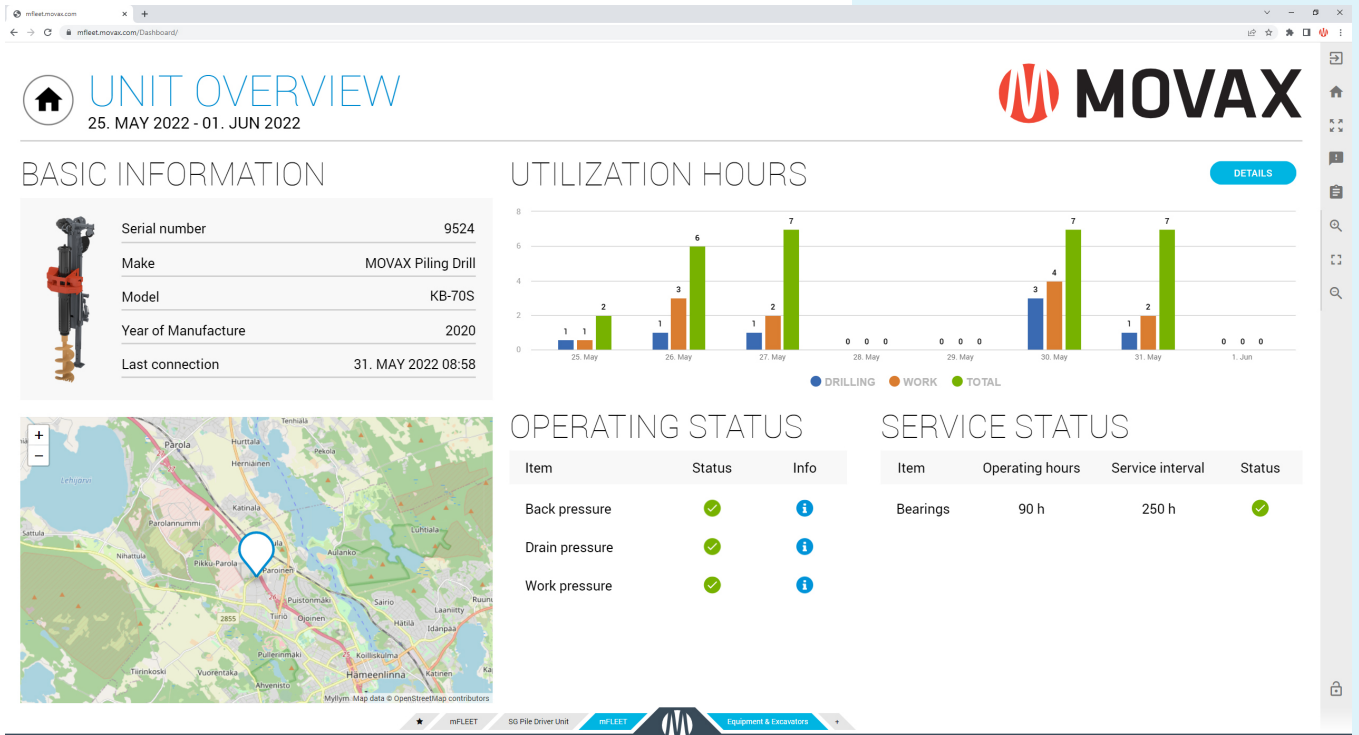 mfleet.movax.com
mfleet.movax.com/Dashboard/
UNIT OVERVIEW
25. MAY 2022 - 01. JUN 2022
MOVAX
BASIC INFORMATION
Serial number 9524
Make MOVAX Piling Drill
Model KB-70S
Year of Manufacture 2020
Last connection 31. MAY 2022 08:58
UTILIZATION HOURS
DETAILS
8
6
4
2
0
1 1 2
1 3 6
1 2 7
0 0 0
0 0 0
3 4 7
1 2 7
0 0 0
25. May 26. May 27. May 28. May 29. May 30. May 31. May 1. Jun
DRILLING WORK TOTAL
+
−
Tenhiälä
Parola
Hurttala
Pekola
Herniäinen
Lehijärvi
Katinala
Parolannummi
Sattula
Luhtiala
Nihattula
Aulanko
Pikku-Parola
Paroinen
Puistonmäki
Sairio
2855
Tiiriö
Ojoinen
Hätilä
Laaniitty
Idänpää
Pullerinmäki
Koilliskulma
Tiirinkoski
Vuorentaka
Hämeenlinna
Katinen
Ahvenisto
Myllym Map data © OpenStreetMap contributors
OPERATING STATUS
Item Status Info
Back pressure
Drain pressure
Work pressure
SERVICE STATUS
Item Operating hours Service interval Status
Bearings 90 h 250 h
mFLEET SG Pile Driver Unit mFLEET Equipment & Excavators +